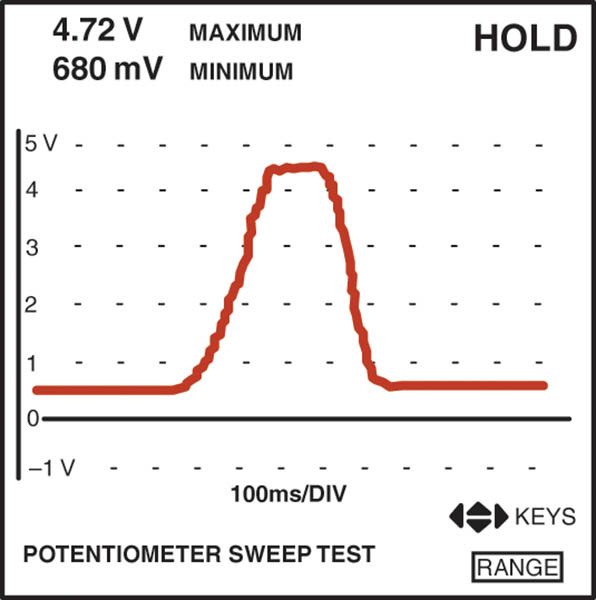 4.72 V MAXIMUM
680 mV MINIMUM
HOLD
5 V
4
3
2
1
0
–1 V
100ms/DIV
KEYS
POTENTIOMETER SWEEP TEST
RANGE